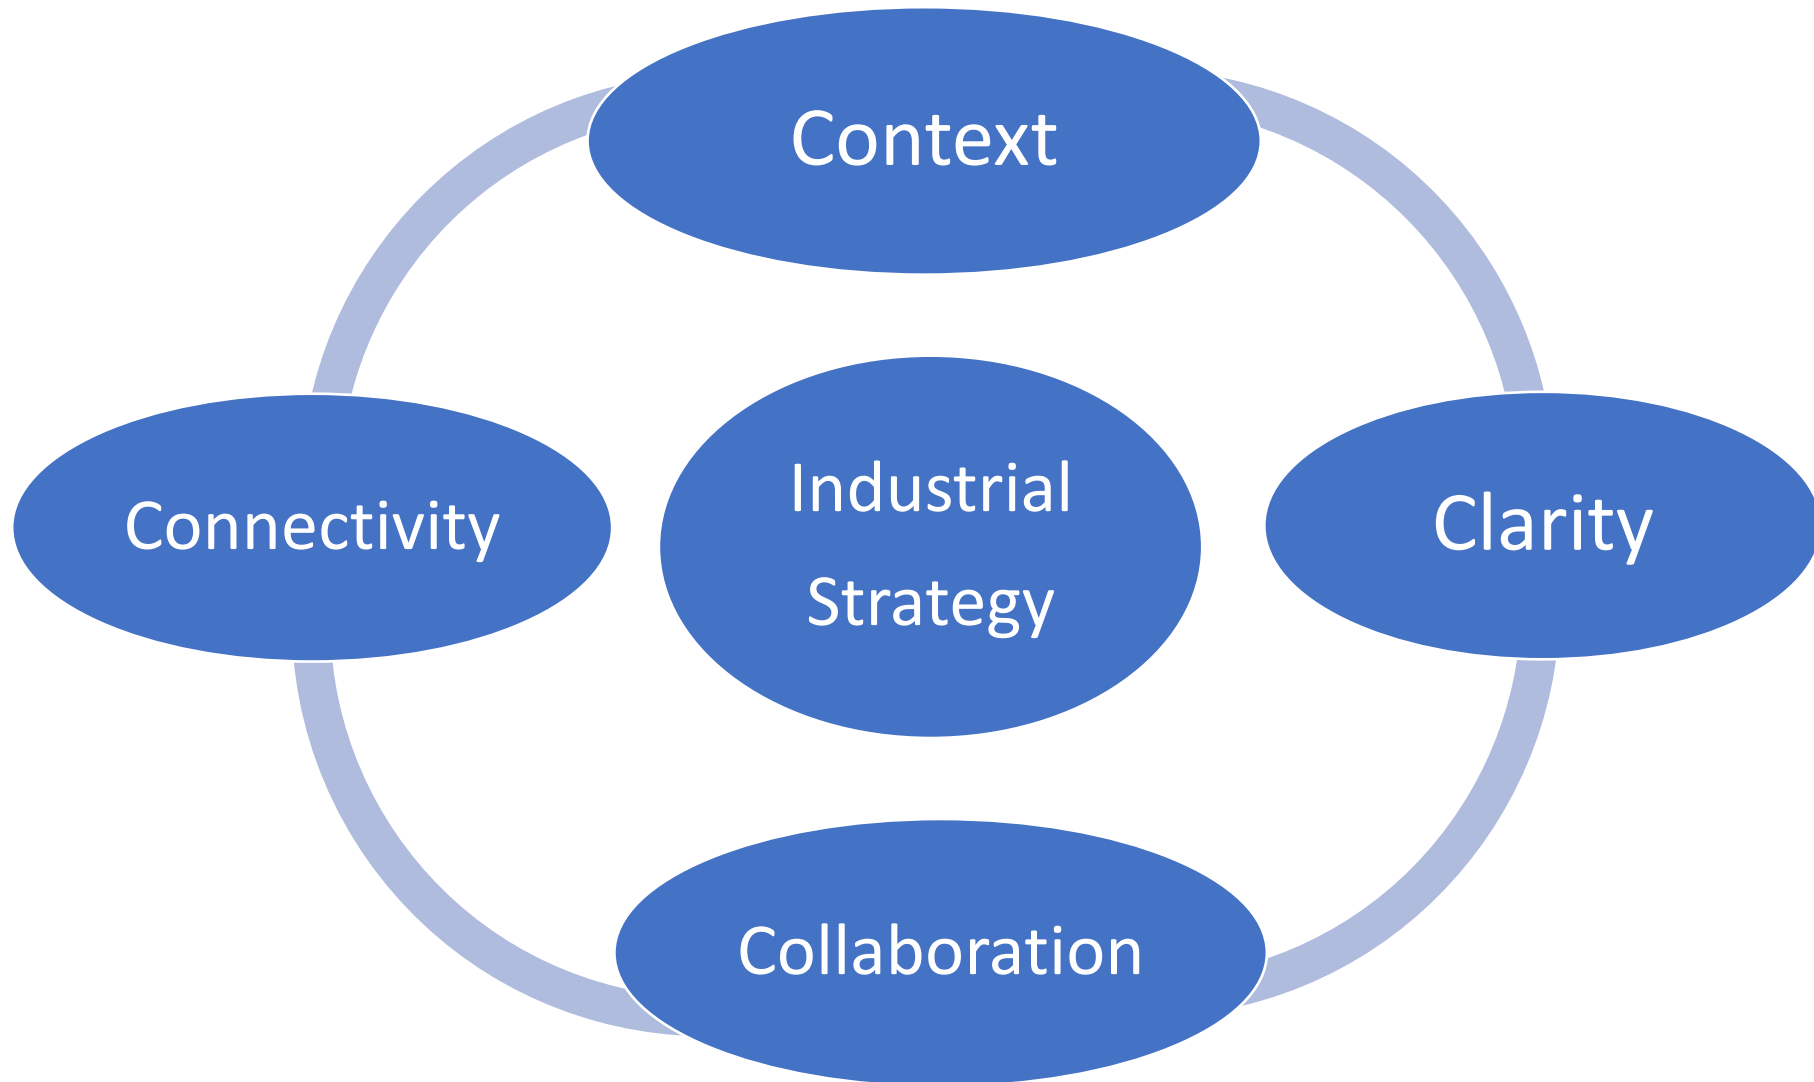 Context
Connectivity
Industrial
Strategy
Clarity
Collaboration